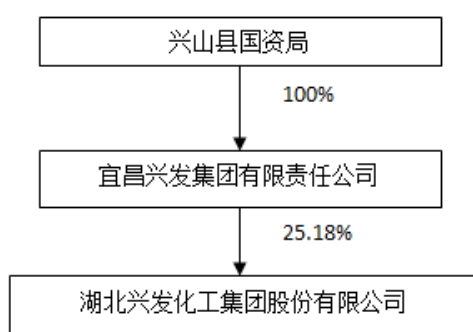 兴山县国资局
100%
宜昌兴发集团有限责任公司
25.18%
湖北兴发化工集团股份有限公司